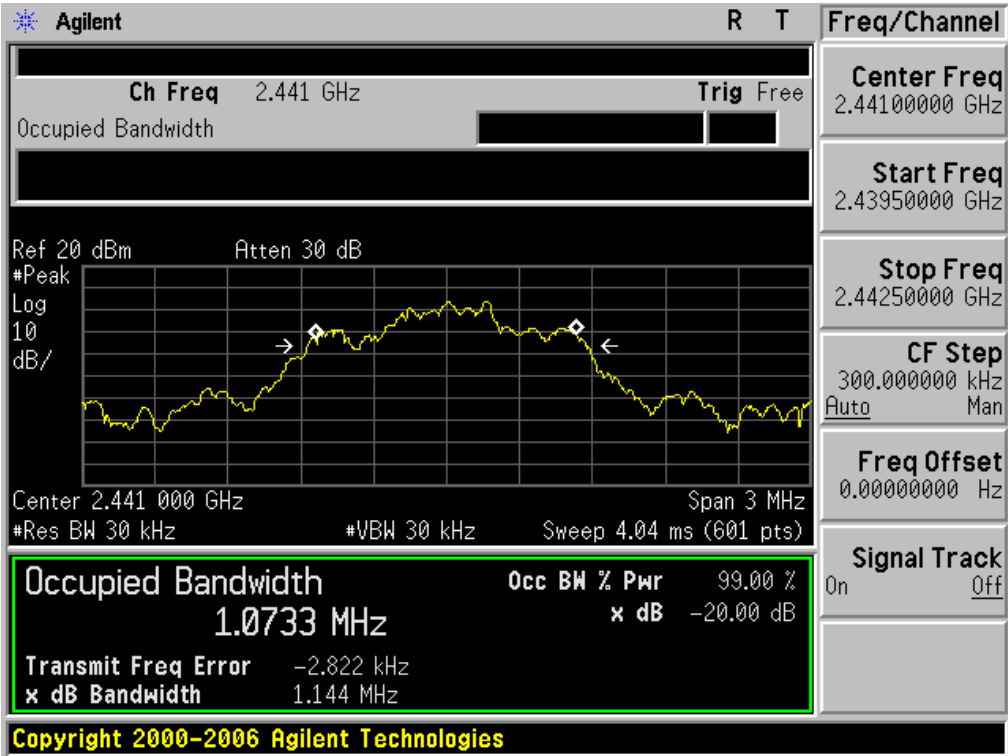 Agilent R T
Ch Freq 2.441 GHz Trig Free
Occupied Bandwidth
Ref 20 dBm Atten 30 dB
#Peak
Log
10
dB/
Center 2.441 000 GHz Span 3 MHz
#Res BW 30 kHz #VBW 30 kHz Sweep 4.04 ms (601 pts)
Occupied Bandwidth Occ BW % Pwr 99.00 %
1.0733 MHz x dB -20.00 dB
Transmit Freq Error -2.822 kHz
x dB Bandwidth 1.144 MHz
Copyright 2000-2006 Agilent Technologies
Freq/Channel
Center Freq
2.44100000 GHz
Start Freq
2.43950000 GHz
Stop Freq
2.44250000 GHz
CF Step
300.000000 kHz
Auto Man
Freq Offset
0.00000000 Hz
Signal Track
On Off